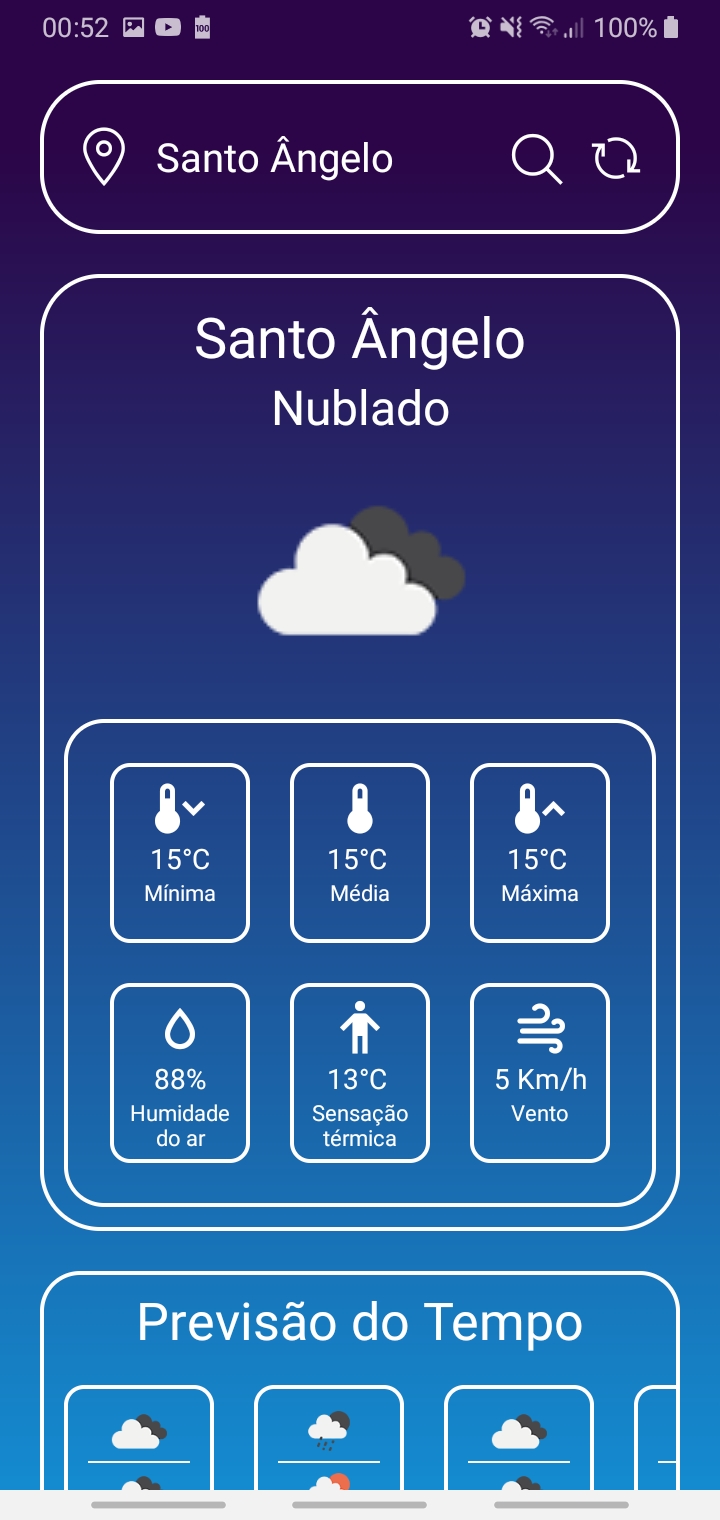 00:52 100 100%
Santo Ângelo
Santo Ângelo
Nublado
15°C 15°C 15°C
Mínima Média Máxima
88% 13°C 5 Km/h
Humidade Sensação Vento
do ar térmica
Previsão do Tempo